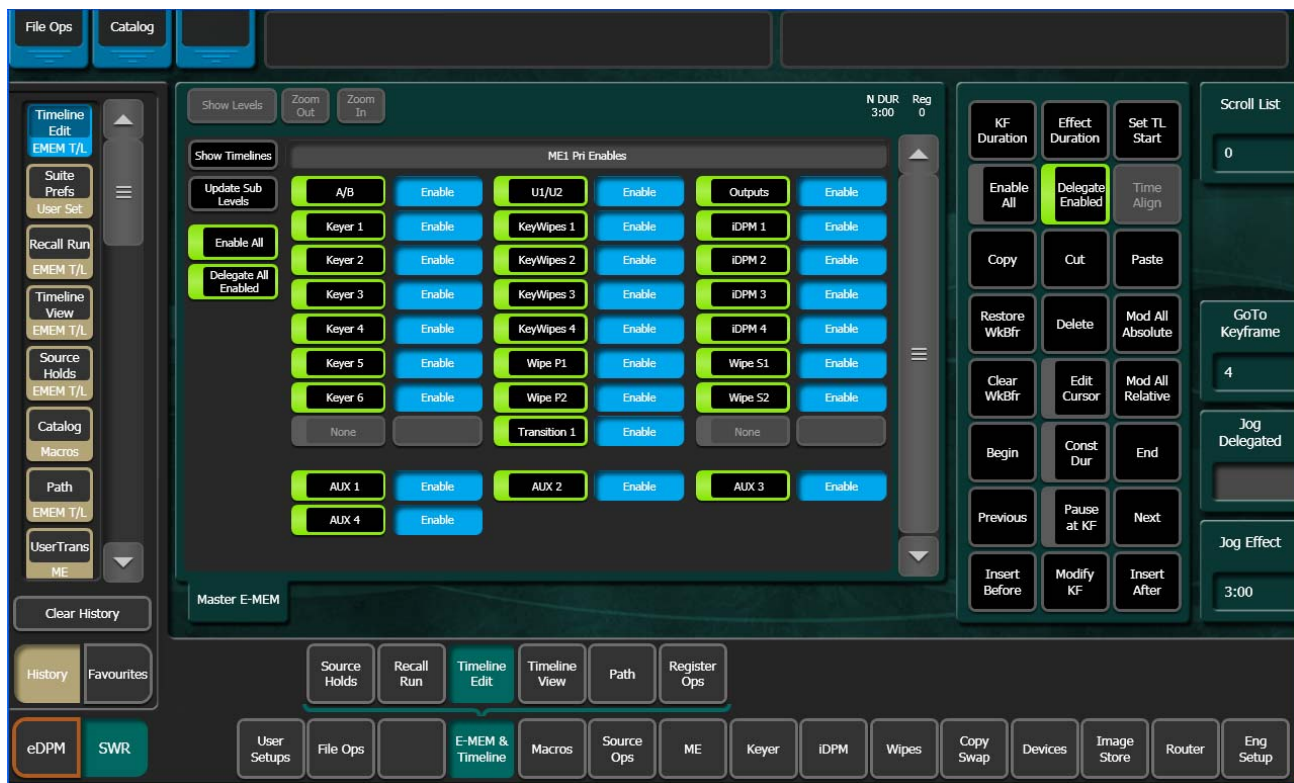 File Ops
Catalog
Timeline
Edit
EMEM T/L
Suite
Prefs
User Set
Recall Run
EMEM T/L
Timeline
View
EMEM T/L
Source
Holds
EMEM T/L
Catalog
Macros
Path
EMEM T/L
UserTrans
ME
Clear History
History
Favourites
eDPM
SWR
Show Levels
Zoom
Out
Zoom
In
N DUR
3:00
Reg
0
Show Timelines
ME1 Pri Enables
Update Sub
Levels
Enable All
Delegate All
Enabled
A/B Enable U1/U2 Enable Outputs Enable
Keyer 1 Enable KeyWipes 1 Enable iDPM 1 Enable
Keyer 2 Enable KeyWipes 2 Enable iDPM 2 Enable
Keyer 3 Enable KeyWipes 3 Enable iDPM 3 Enable
Keyer 4 Enable KeyWipes 4 Enable iDPM 4 Enable
Keyer 5 Enable Wipe P1 Enable Wipe S1 Enable
Keyer 6 Enable Wipe P2 Enable Wipe S2 Enable
None Transition 1 Enable None
AUX 1 Enable AUX 2 Enable AUX 3 Enable
AUX 4 Enable
Master E-MEM
KF
Duration
Effect
Duration
Set TL
Start
Enable
All
Delegate
Enabled
Time
Align
Copy
Cut
Paste
Restore
WkBfr
Delete
Mod All
Absolute
Clear
WkBfr
Edit
Cursor
Mod All
Relative
Begin
Const
Dur
End
Previous
Pause
at KF
Next
Insert
Before
Modify
KF
Insert
After
Scroll List
0
GoTo
Keyframe
4
Jog
Delegated
Jog Effect
3:00
Source
Holds
Recall
Run
Timeline
Edit
Timeline
View
Path
Register
Ops
User
Setups
File Ops
E-MEM &
Timeline
Macros
Source
Ops
ME
Keyer
iDPM
Wipes
Copy
Swap
Devices
Image
Store
Router
Eng
Setup